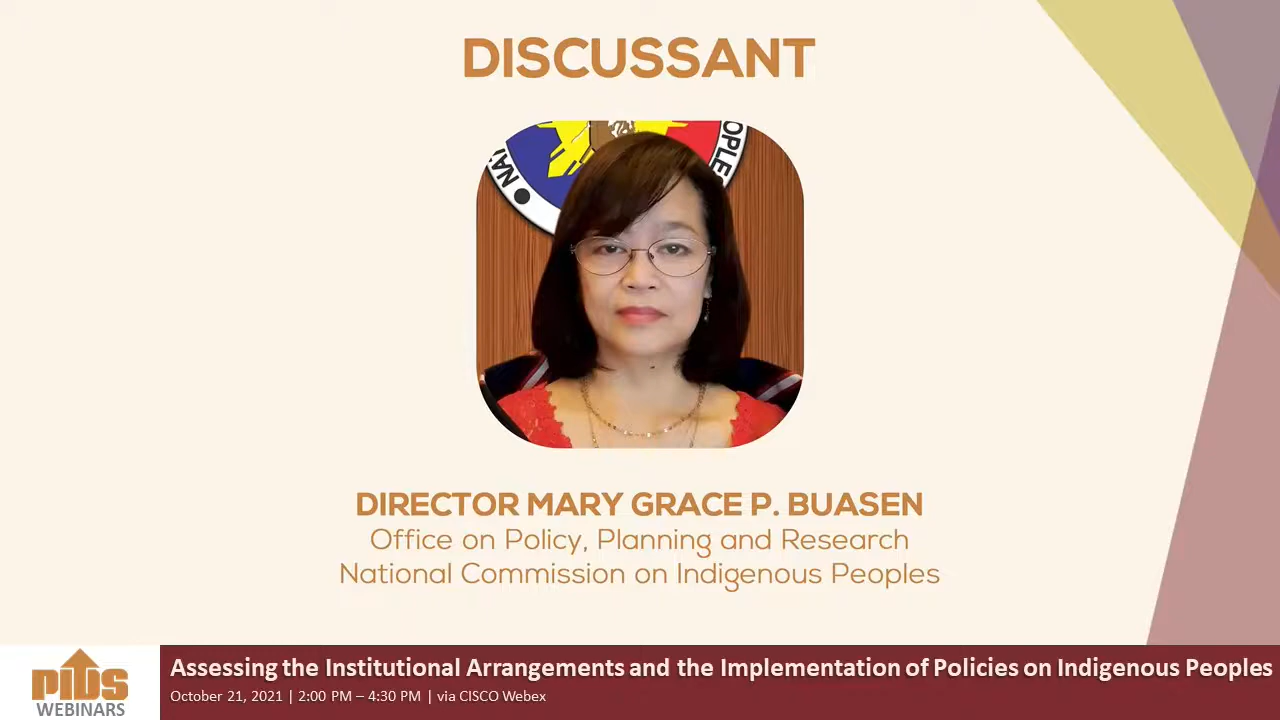 DISCUSSANT
NA
OPLE
DIRECTOR MARY GRACE P. BUASEN
Office on Policy, Planning and Research
National Commission on Indigenous Peoples
PIDS
WEBINARS
Assessing the Institutional Arrangements and the Implementation of Policies on Indigenous Peoples
October 21, 2021 | 2:00 PM – 4:30 PM | via CISCO Webex